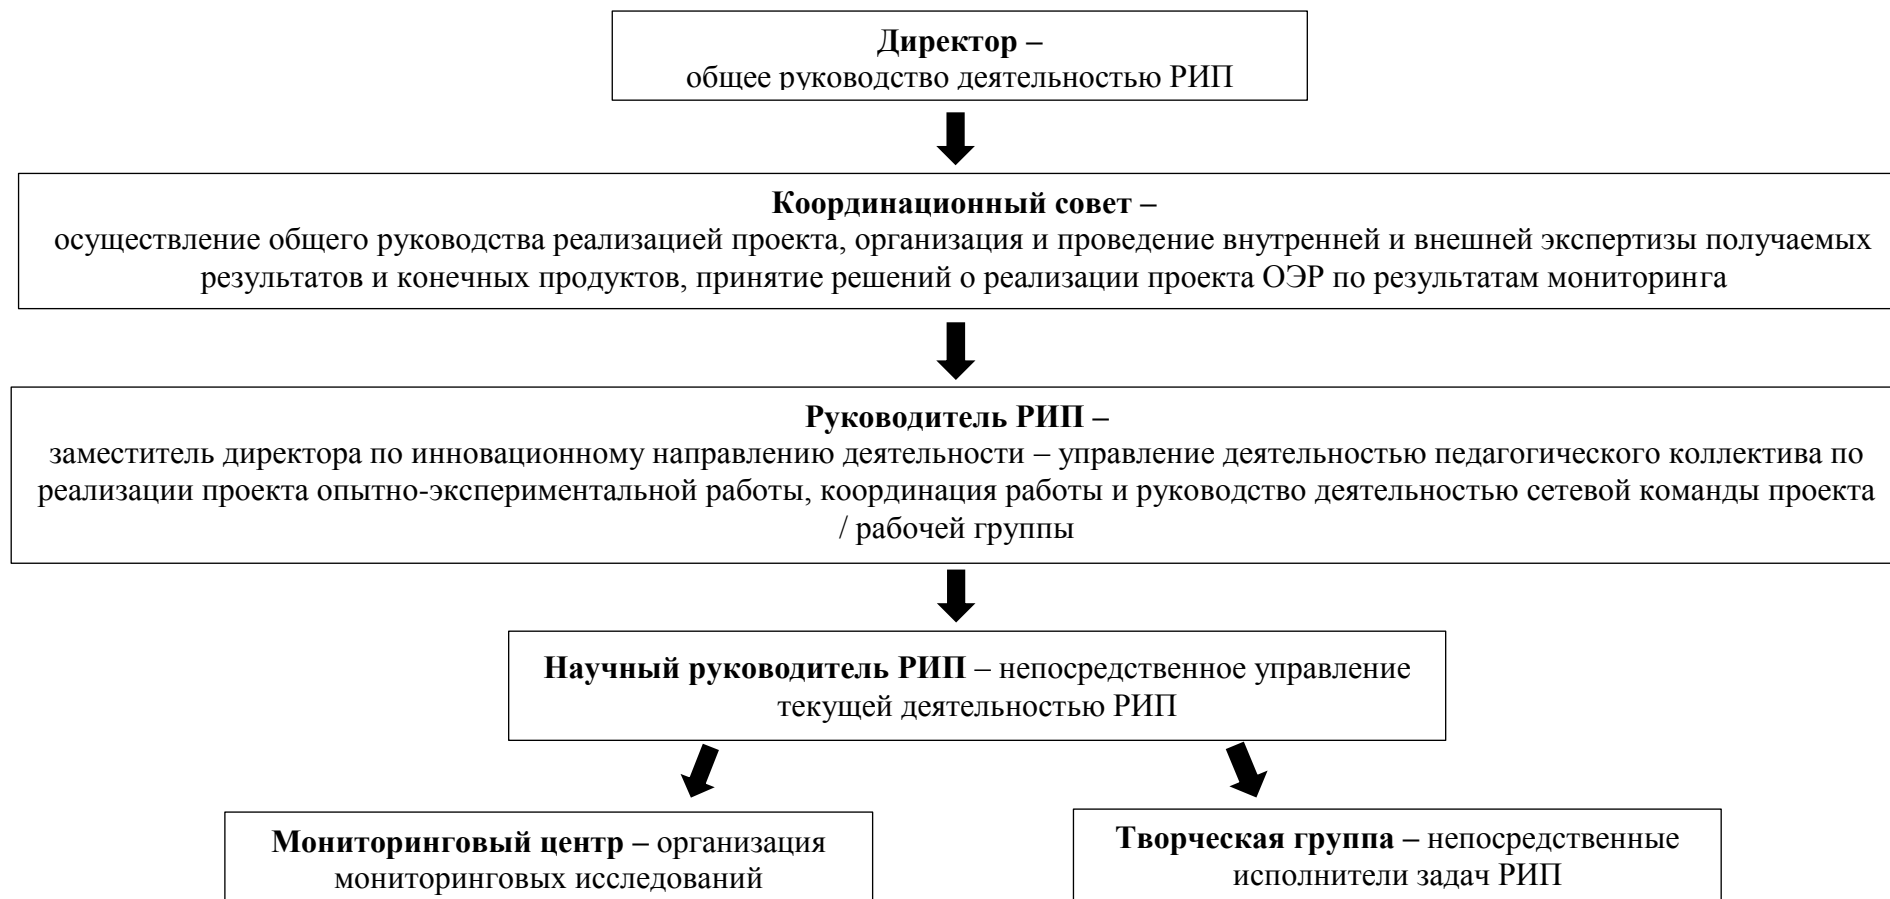 Директор –
общее руководство деятельностью РИП
Координационный совет –
осуществление общего руководства реализацией проекта, организация и проведение внутренней и внешней экспертизы получаемых
результатов и конечных продуктов, принятие решений о реализации проекта ОЭР по результатам мониторинга
Руководитель РИП –
заместитель директора по инновационному направлению деятельности – управление деятельностью педагогического коллектива по
реализации проекта опытно-экспериментальной работы, координация работы и руководство деятельностью сетевой команды проекта
/ рабочей группы
Научный руководитель РИП – непосредственное управление
текущей деятельностью РИП
Мониторинговый центр – организация
мониторинговых исследований
Творческая группа – непосредственные
исполнители задач РИП